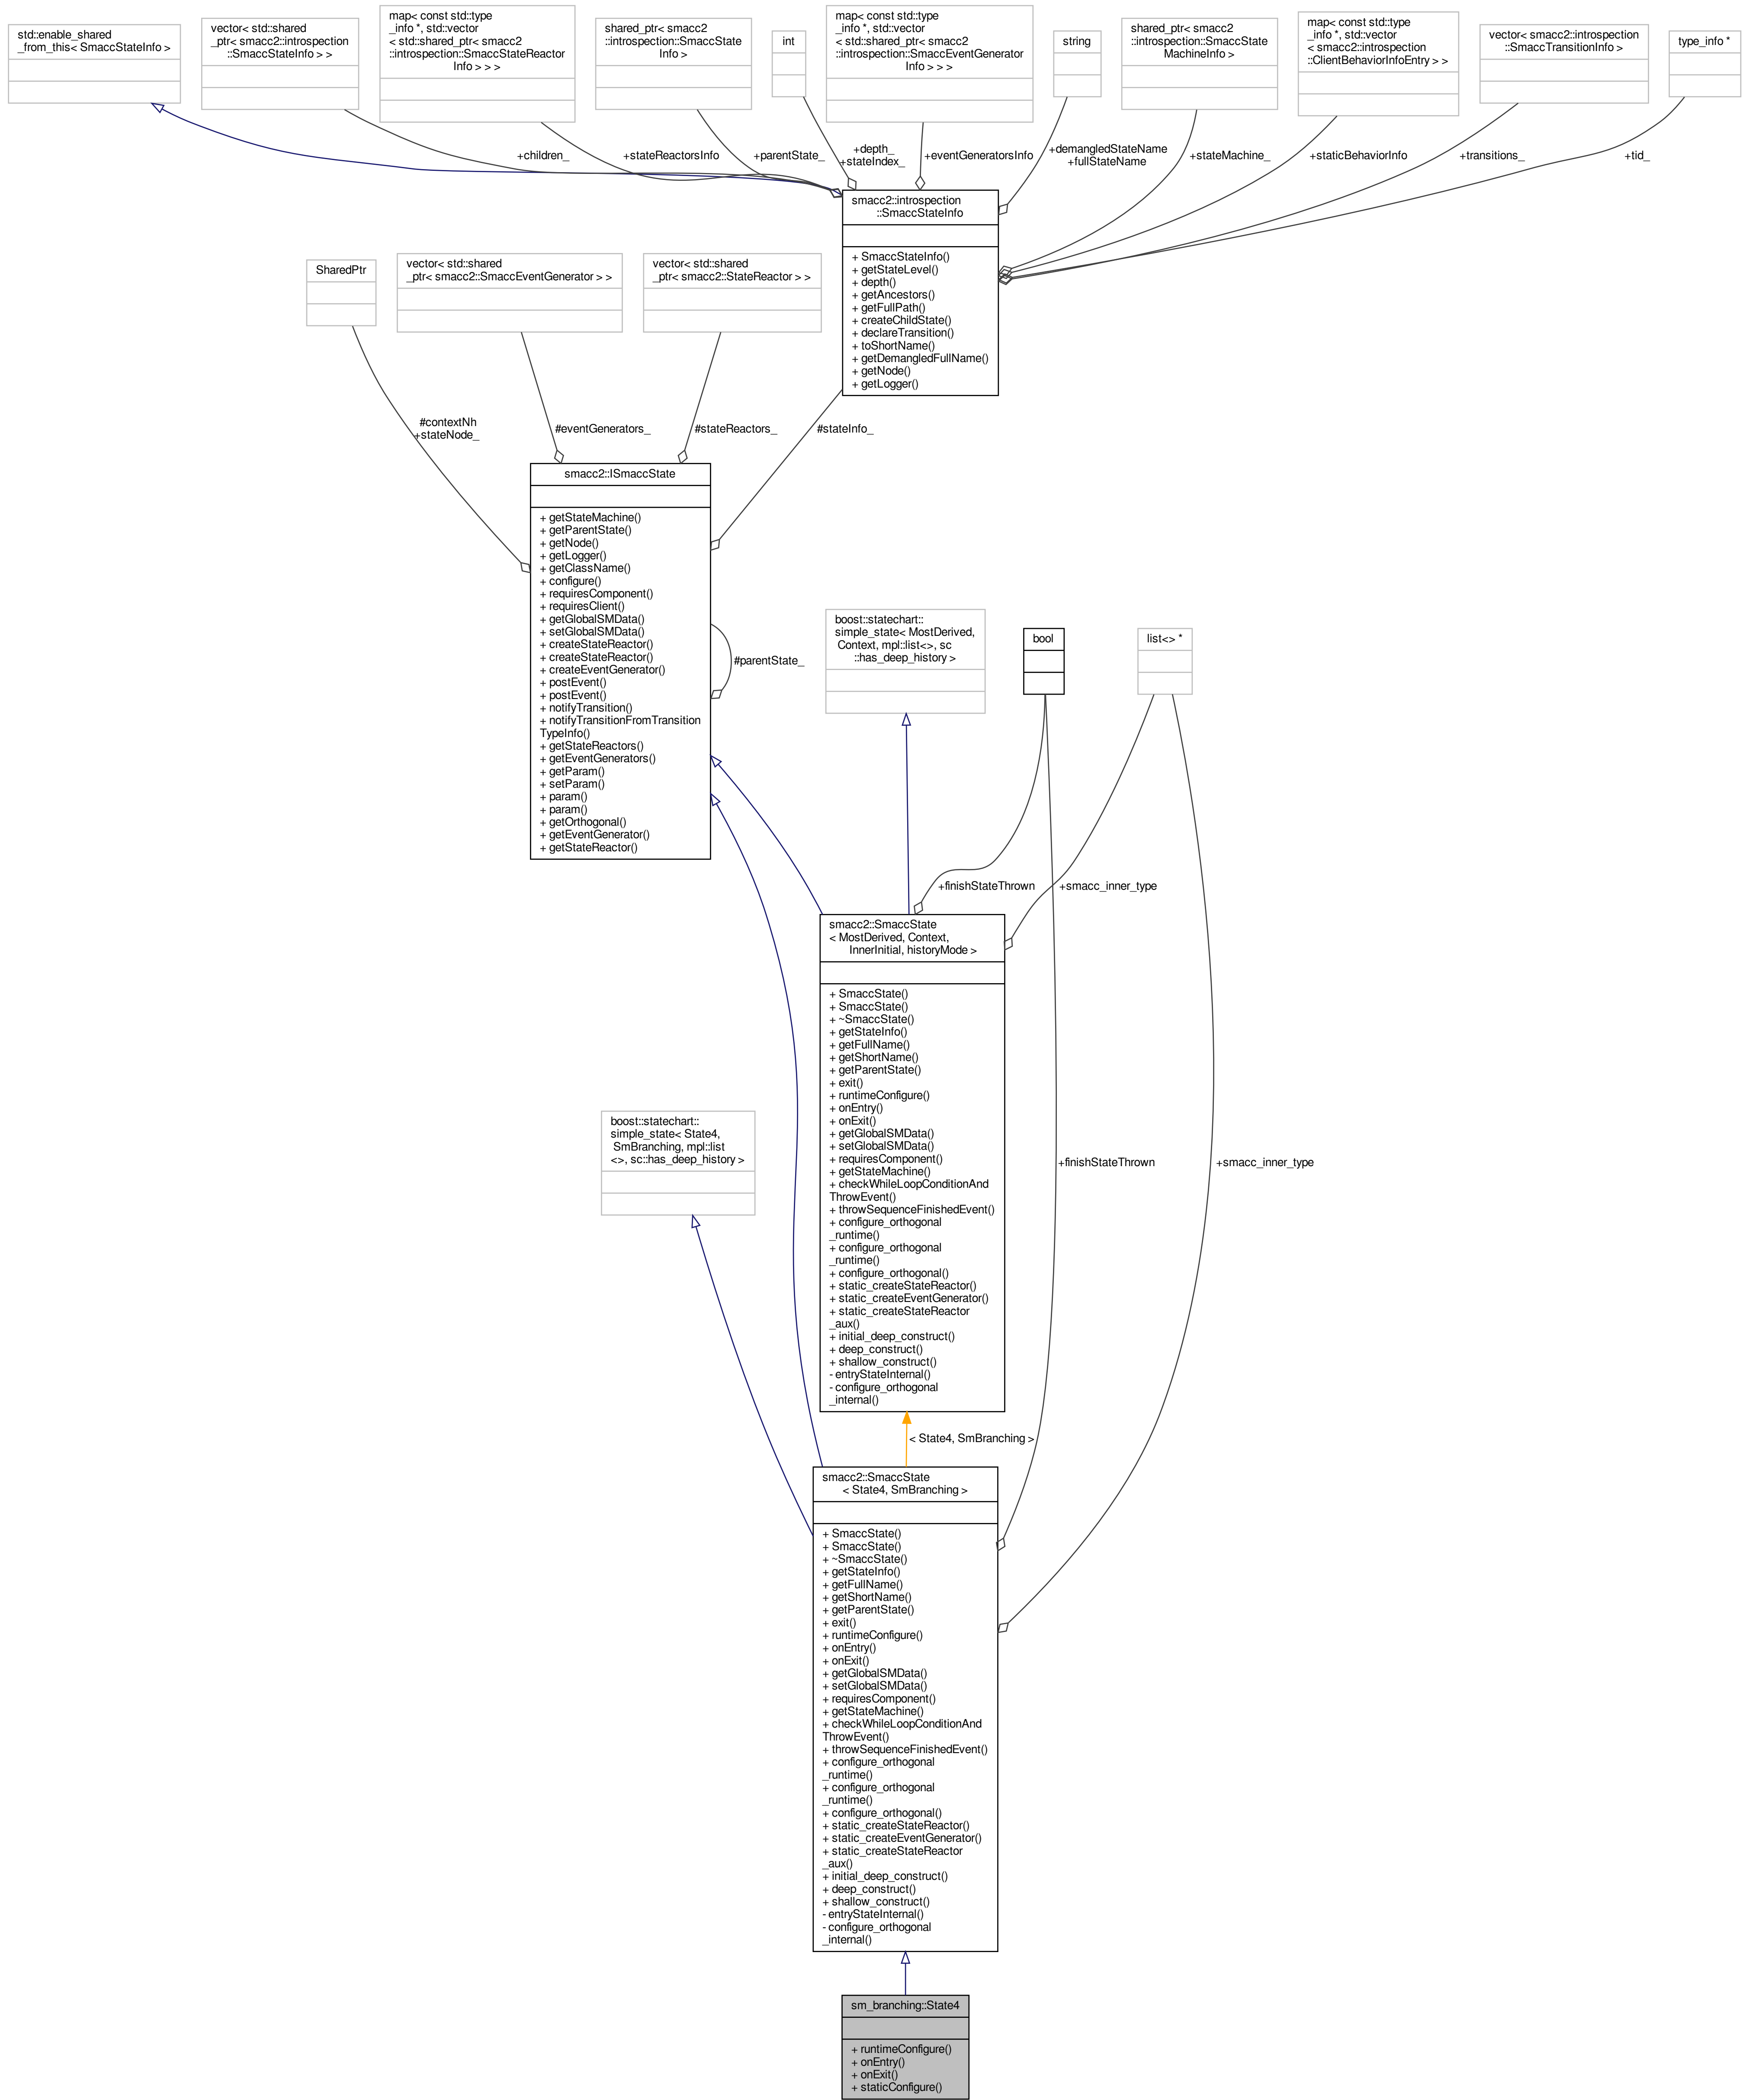 std::enable_shared
_from_this< SmaccStateInfo >
vector< std::shared
_ptr< smacc2::introspection
::SmaccStateInfo > >
map< const std::type
_info *, std::vector
< std::shared_ptr< smacc2
::introspection::SmaccStateReactor
Info > > >
shared_ptr< smacc2
::introspection::SmaccState
Info >
int
map< const std::type
_info *, std::vector
< std::shared_ptr< smacc2
::introspection::SmaccEventGenerator
Info > > >
string
shared_ptr< smacc2
::introspection::SmaccState
MachineInfo >
map< const std::type
_info *, std::vector
< smacc2::introspection
::ClientBehaviorInfoEntry > >
vector< smacc2::introspection
::SmaccTransitionInfo >
type_info *
+children_
+stateReactorsInfo
+parentState_
+depth_
+stateIndex_
+eventGeneratorsInfo
+demangledStateName
+fullStateName
+stateMachine_
+staticBehaviorInfo
+transitions_
+tid_
smacc2::introspection
::SmaccStateInfo
+ SmaccStateInfo()
+ getStateLevel()
+ depth()
+ getAncestors()
+ getFullPath()
+ createChildState()
+ declareTransition()
+ toShortName()
+ getDemangledFullName()
+ getNode()
+ getLogger()
SharedPtr
vector< std::shared
_ptr< smacc2::SmaccEventGenerator > >
vector< std::shared
_ptr< smacc2::StateReactor > >
#contextNh
+stateNode_
#eventGenerators_
#stateReactors_
#stateInfo_
smacc2::ISmaccState
+ getStateMachine()
+ getParentState()
+ getNode()
+ getLogger()
+ getClassName()
+ configure()
+ requiresComponent()
+ requiresClient()
+ getGlobalSMData()
+ setGlobalSMData()
+ createStateReactor()
+ createStateReactor()
+ createEventGenerator()
+ postEvent()
+ postEvent()
+ notifyTransition()
+ notifyTransitionFromTransition
TypeInfo()
+ getStateReactors()
+ getEventGenerators()
+ getParam()
+ setParam()
+ param()
+ param()
+ getOrthogonal()
+ getEventGenerator()
+ getStateReactor()
#parentState_
boost::statechart::
simple_state< MostDerived,
Context, mpl::list<>, sc
::has_deep_history >
bool
list<> *
+finishStateThrown
+smacc_inner_type
smacc2::SmaccState
< MostDerived, Context,
InnerInitial, historyMode >
+ SmaccState()
+ SmaccState()
+ ~SmaccState()
+ getStateInfo()
+ getFullName()
+ getShortName()
+ getParentState()
+ exit()
+ runtimeConfigure()
+ onEntry()
+ onExit()
+ getGlobalSMData()
+ setGlobalSMData()
+ requiresComponent()
+ getStateMachine()
+ checkWhileLoopConditionAnd
ThrowEvent()
+ throwSequenceFinishedEvent()
+ configure_orthogonal
_runtime()
+ configure_orthogonal
_runtime()
+ configure_orthogonal()
+ static_createStateReactor()
+ static_createEventGenerator()
+ static_createStateReactor
_aux()
+ initial_deep_construct()
+ deep_construct()
+ shallow_construct()
- entryStateInternal()
- configure_orthogonal
_internal()
boost::statechart::
simple_state< State4,
SmBranching, mpl::list
<>, sc::has_deep_history >
+finishStateThrown
+smacc_inner_type
< State4, SmBranching >
smacc2::SmaccState
< State4, SmBranching >
+ SmaccState()
+ SmaccState()
+ ~SmaccState()
+ getStateInfo()
+ getFullName()
+ getShortName()
+ getParentState()
+ exit()
+ runtimeConfigure()
+ onEntry()
+ onExit()
+ getGlobalSMData()
+ setGlobalSMData()
+ requiresComponent()
+ getStateMachine()
+ checkWhileLoopConditionAnd
ThrowEvent()
+ throwSequenceFinishedEvent()
+ configure_orthogonal
_runtime()
+ configure_orthogonal
_runtime()
+ configure_orthogonal()
+ static_createStateReactor()
+ static_createEventGenerator()
+ static_createStateReactor
_aux()
+ initial_deep_construct()
+ deep_construct()
+ shallow_construct()
- entryStateInternal()
- configure_orthogonal
_internal()
sm_branching::State4
+ runtimeConfigure()
+ onEntry()
+ onExit()
+ staticConfigure()